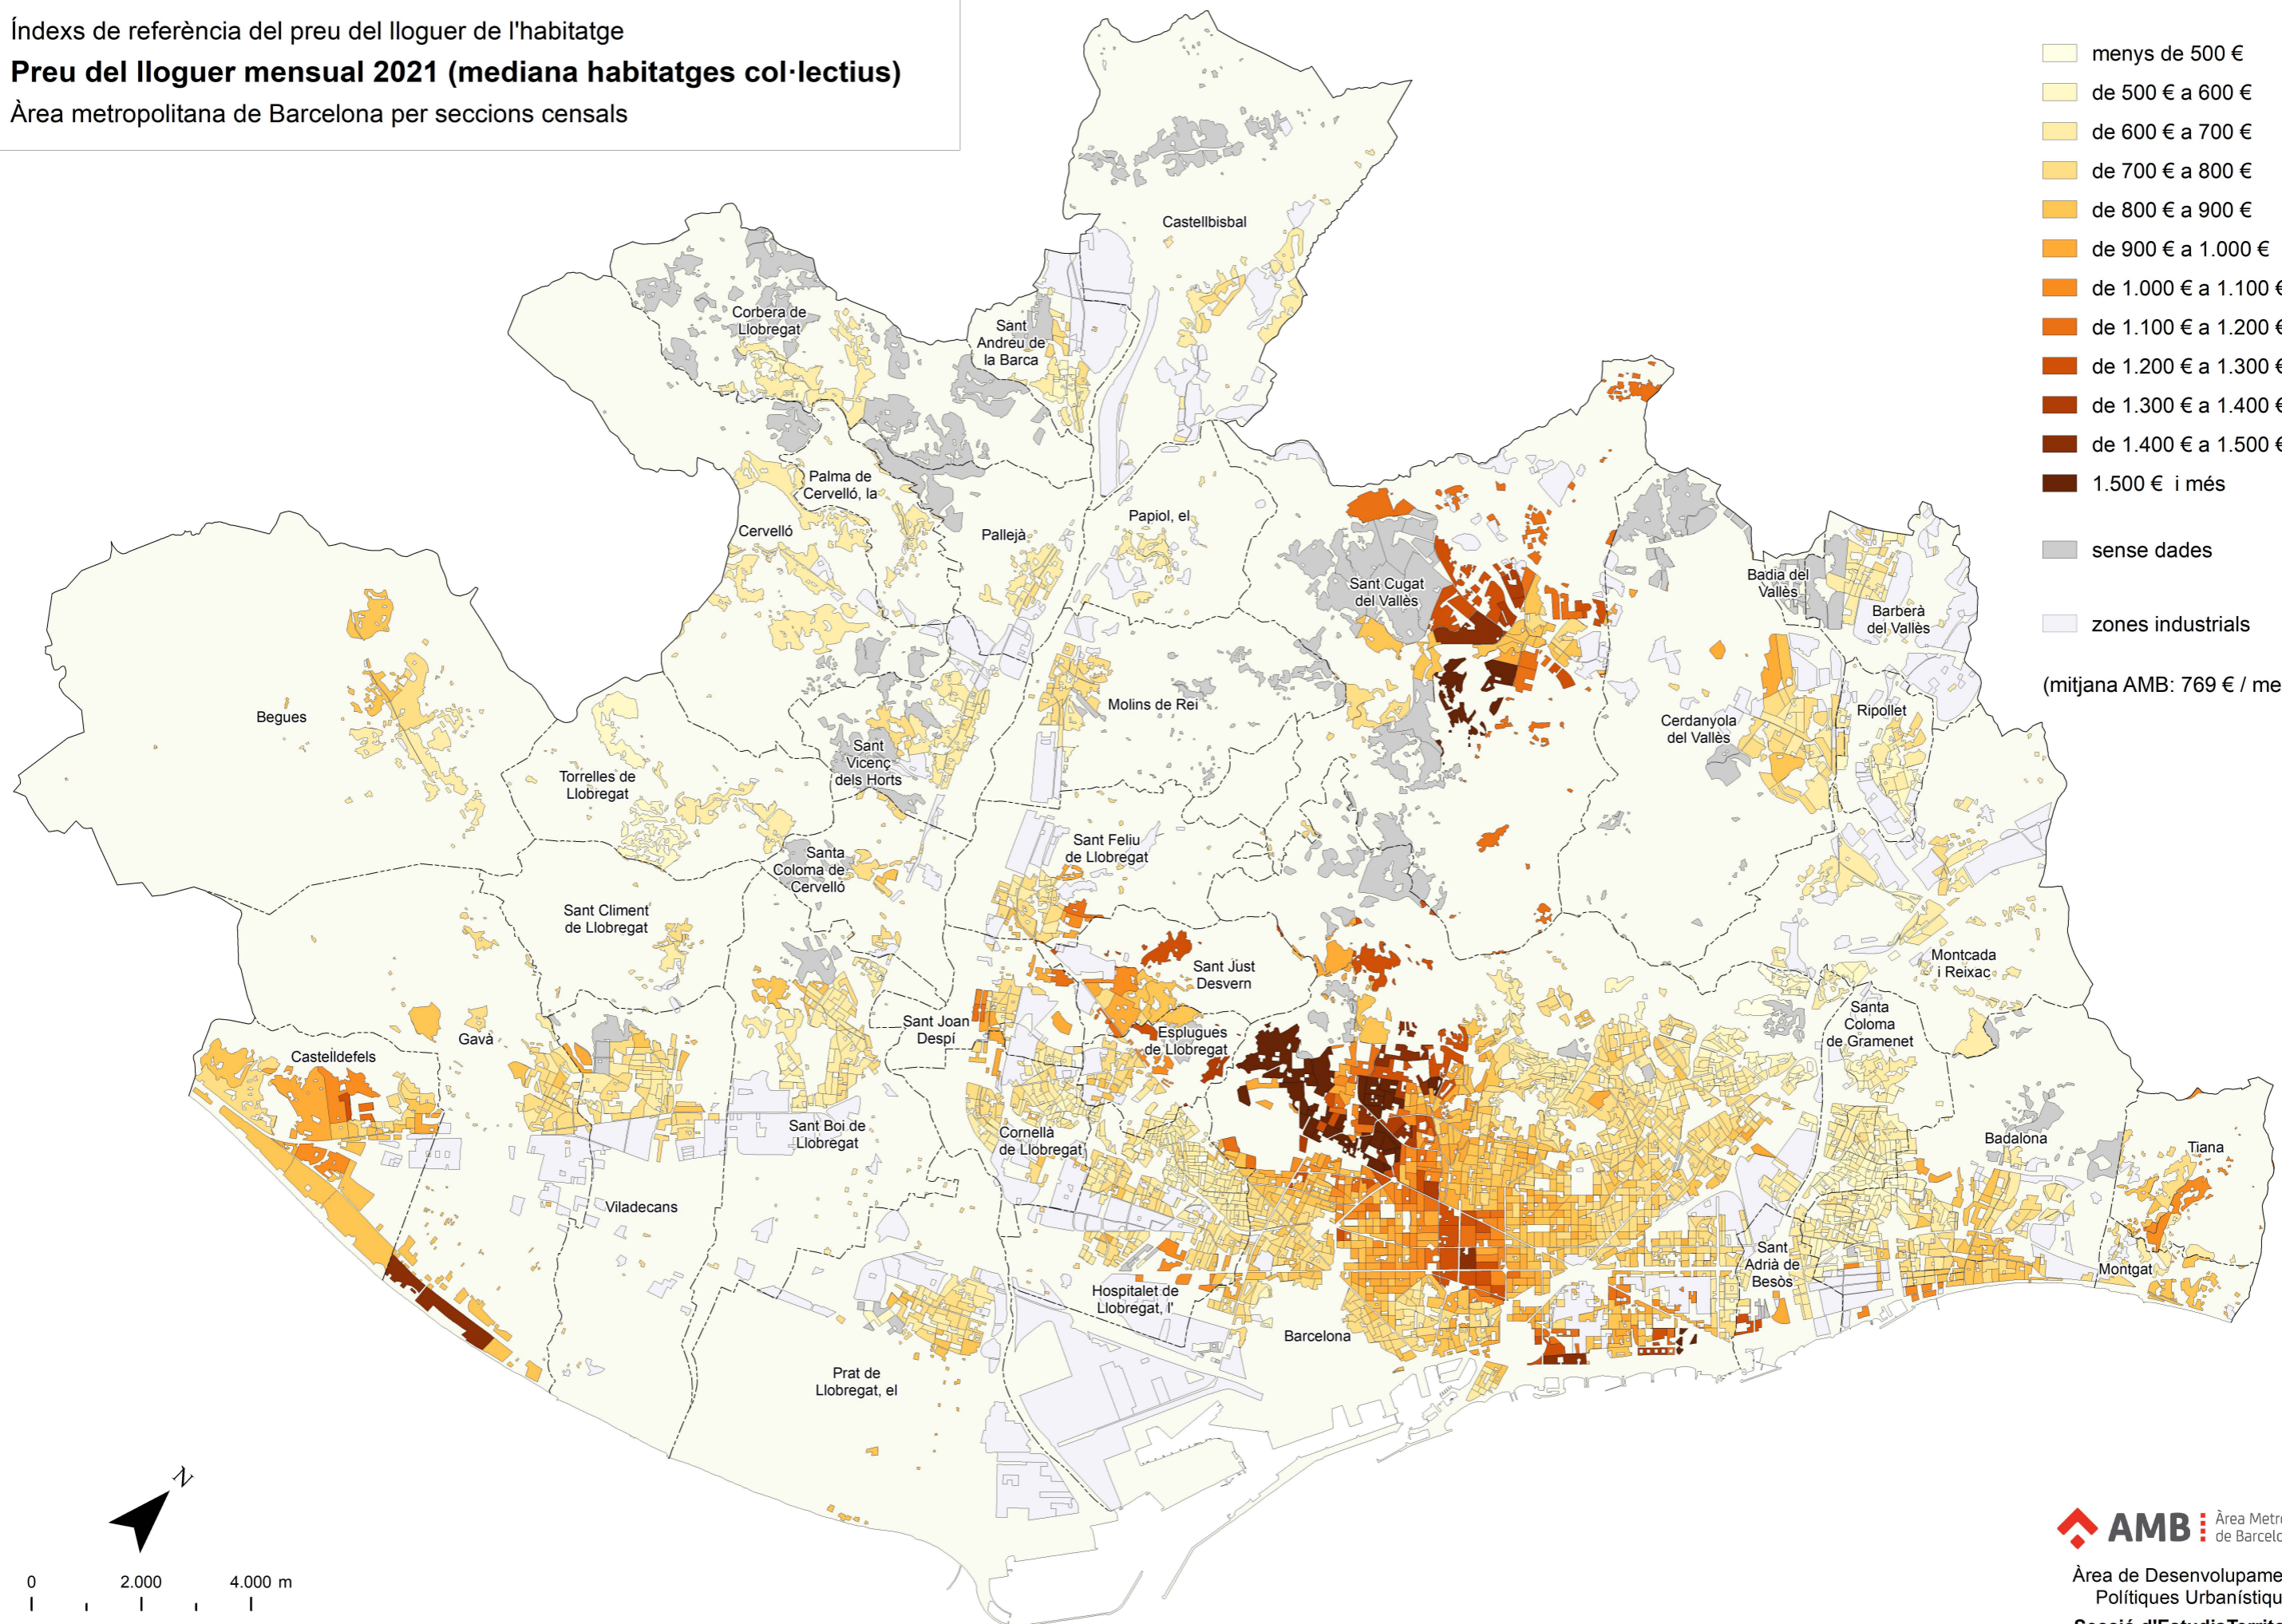 Índexs de referència del preu del lloguer de l'habitatge
Preu del lloguer mensual 2021 (mediana habitatges col·lectius)
Àrea metropolitana de Barcelona per seccions censals
menys de 500 €
de 500 € a 600 €
de 600 € a 700 €
de 700 € a 800 €
de 800 € a 900 €
de 900 € a 1.000 €
de 1.000 € a 1.100 €
de 1.100 € a 1.200 €
de 1.200 € a 1.300 €
de 1.300 € a 1.400 €
de 1.400 € a 1.500 €
1.500 € i més
sense dades
zones industrials
(mitjana AMB: 769 € / me
Castellbisbal
Corbera de
Llobregat
Sant
Andreu de
la Barca
Palma de
Cervelló, la
Cervelló
Pallejà
Papiol, el
Sant Cugat
del Vallès
Badia del
Vallès
Barberà
del Vallès
Begues
Molins de Rei
Cerdanyola
del Vallès
Ripollet
Torrelles de
Llobregat
Sant
Vicenç
dels Horts
Santa
Coloma de
Cervelló
Sant Feliu
de Llobregat
Sant Climent
de Llobregat
Sant Just
Desvern
Montcada
i Reixac
Gavà
Castelldefels
Sant Joan
Despí
Esplugues
de Llobregat
Santa
Coloma
de Gramenet
Sant Boi de
Llobregat
Cornellà
de Llobregat
Badalona
Tiana
Viladecans
Sant
Adrià de
Besòs
Montgat
Hospitalet de
Llobregat, l'
Barcelona
Prat de
Llobregat, el
N
0 2.000 4.000 m
AMB
Àrea Metro
de Barcelo
Àrea de Desenvolupame
Polítiques Urbanístiqu